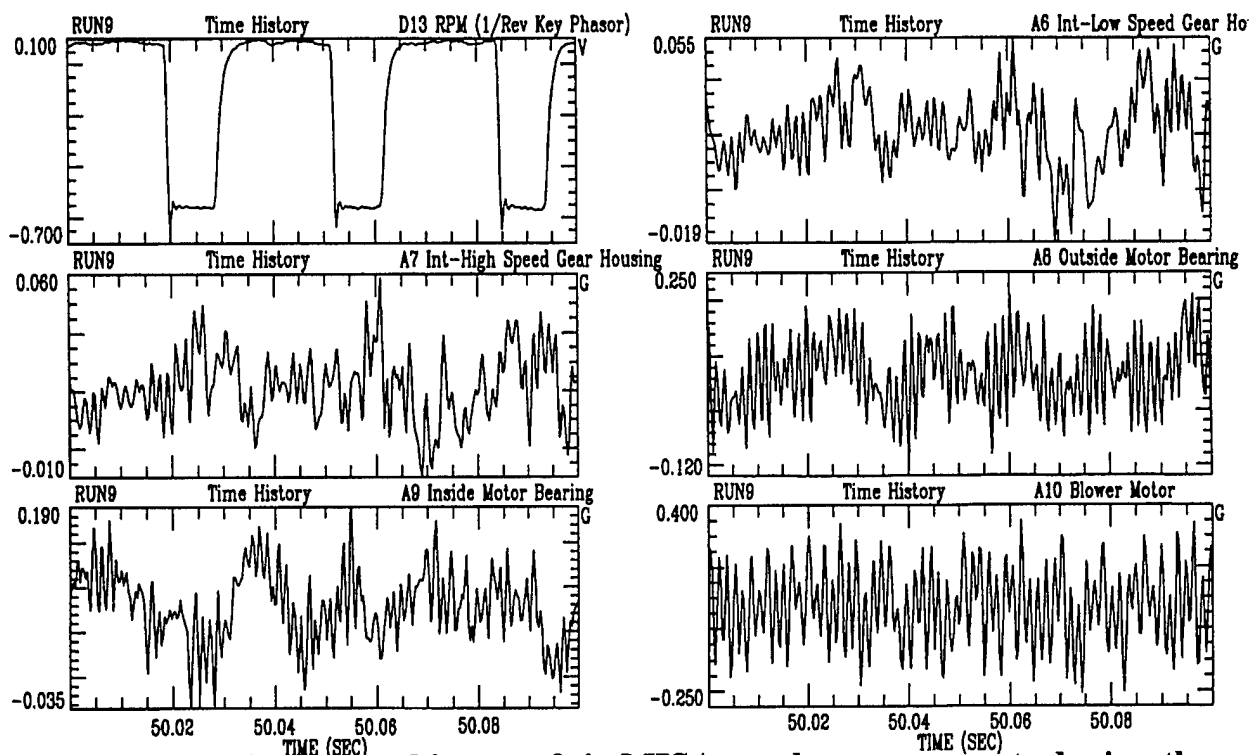 RUN9 Time History D13 RPM (1/Rev Key Phasor)
0.100
V
-0.700
RUN9 Time History A6 Int-Low Speed Gear Hou
0.055
G
-0.019
RUN9 Time History A7 Int-High Speed Gear Housing
0.060
G
-0.010
RUN9 Time History A8 Outside Motor Bearing
0.250
G
-0.120
RUN9 Time History A9 Inside Motor Bearing
0.190
G
-0.035
50.02 50.04 50.06 50.08
TIME (SEC)
RUN9 Time History A10 Blower Motor
0.400
G
-0.250
50.02 50.04 50.06 50.08
TIME (SEC)